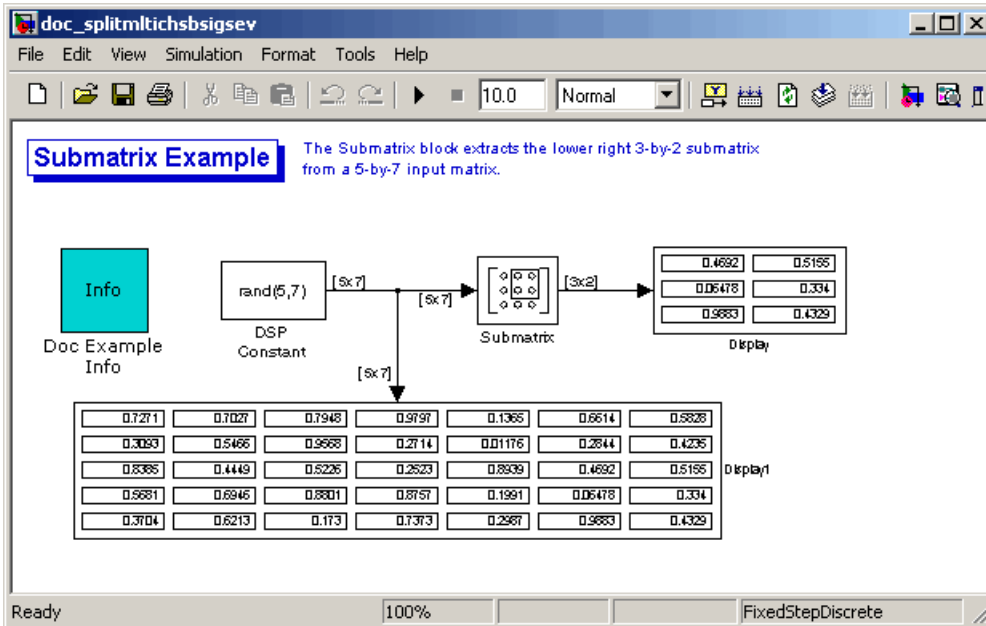 doc_splitmltichsbsigsev
File Edit View Simulation Format Tools Help
10.0 Normal
Submatrix Example
The Submatrix block extracts the lower right 3-by-2 submatrix
from a 5-by-7 input matrix.
Info
Doc Example
Info
rand(5,7)
DSP
Constant
[5x7]
[5x7]
[5x7]
Submatrix
[3x2]
0.4692 0.5155
0.06478 0.334
0.9883 0.4329
Display
0.7271 0.7027 0.7948 0.9797 0.1365 0.6614 0.5828
0.3093 0.5466 0.9568 0.2714 0.01176 0.2844 0.4235
0.8385 0.4449 0.5226 0.2523 0.8939 0.4692 0.5155
0.5681 0.6946 0.8801 0.8757 0.1991 0.06478 0.334
0.3704 0.6213 0.173 0.7373 0.2987 0.9883 0.4329
Display1
Ready 100% FixedStepDiscrete